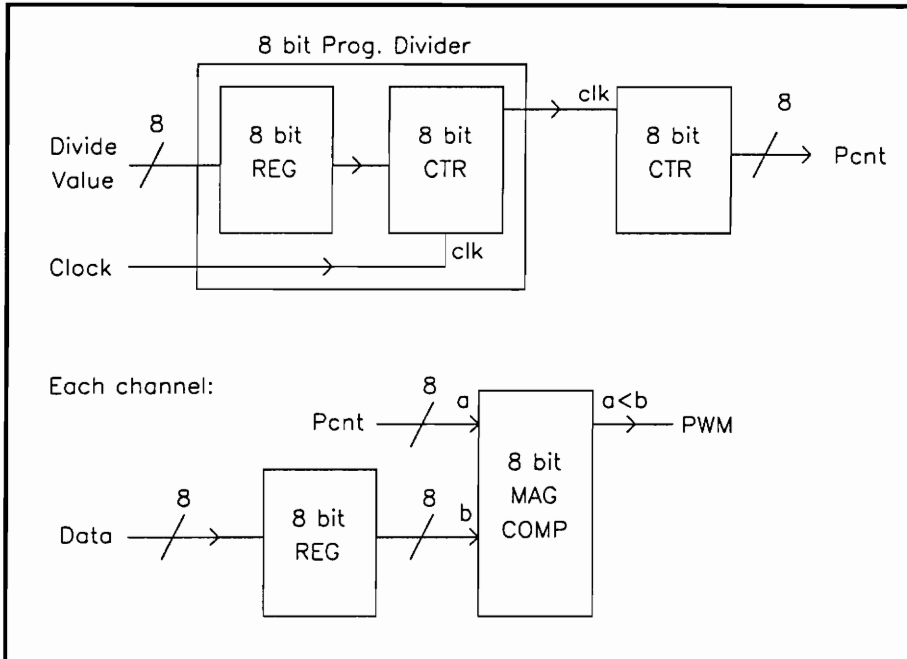 8 bit Prog. Divider
8
Divide
Value
8 bit
REG
8 bit
CTR
clk
clk
8 bit
CTR
8
Pcnt
Clock
Each channel:
Pcnt
8
a
a<b
PWM
8 bit
MAG
COMP
Data
8
8 bit
REG
8
b